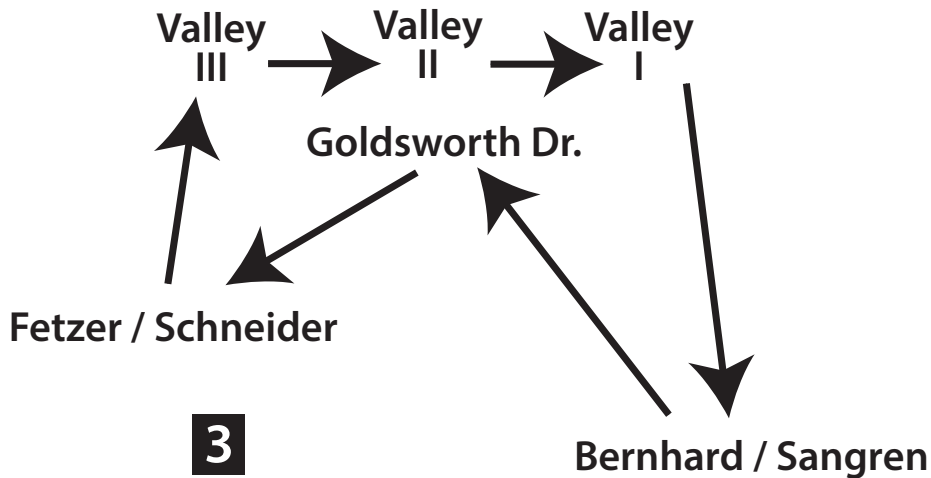 Valley
III
Valley
II
Valley
I
Goldsworth Dr.
Fetzer / Schneider
3
Bernhard / Sangren